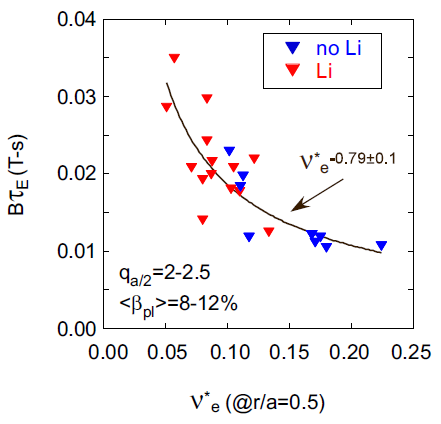 0.04
0.03
0.02
0.01
0.00
BτE (T-s)
no Li
Li
ν*e-0.79±0.1
qa/2=2-2.5
<βpl>=8-12%
0.00 0.05 0.10 0.15 0.20 0.25
ν*e (@r/a=0.5)